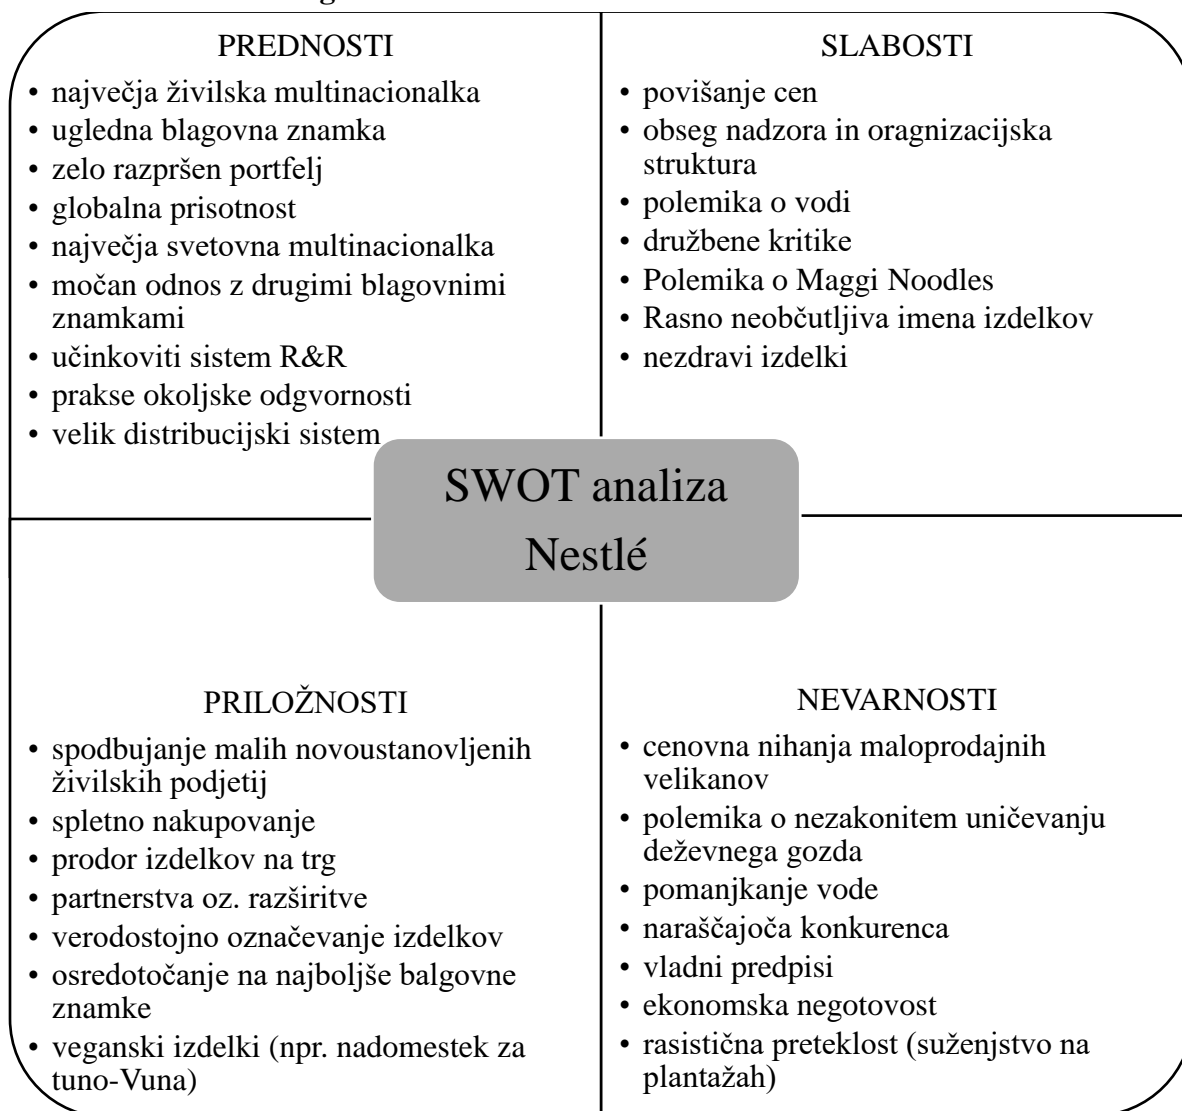 PREDNOSTI
• največja živilska multinacionalka
• ugledna blagovna znamka
• zelo razpršen portfelj
• globalna prisotnost
• največja svetovna multinacionalka
• močan odnos z drugimi blagovnimi
znamkami
• učinkoviti sistem R&R
• prakse okoljske odgvornosti
• velik distribucijski sistem
SLABOSTI
• povišanje cen
• obseg nadzora in oragnizacijska
struktura
• polemika o vodi
• družbene kritike
• Polemika o Maggi Noodles
• Rasno neobčutljiva imena izdelkov
• nezdravi izdelki
SWOT analiza
Nestlé
PRILOŽNOSTI
• spodbujanje malih novoustanovljenih
živilskih podjetij
• spletno nakupovanje
• prodor izdelkov na trg
• partnerstva oz. razširitve
• verodostojno označevanje izdelkov
• osredotočanje na najboljše balgovne
znamke
• veganski izdelki (npr. nadomestek za
tuno-Vuna)
NEVARNOSTI
• cenovna nihanja maloprodajnih
velikanov
• polemika o nezakonitem uničevanju
deževnega gozda
• pomanjkanje vode
• naraščajoča konkurenca
• vladni predpisi
• ekonomska negotovost
• rasistična preteklost (suženjstvo na
plantažah)